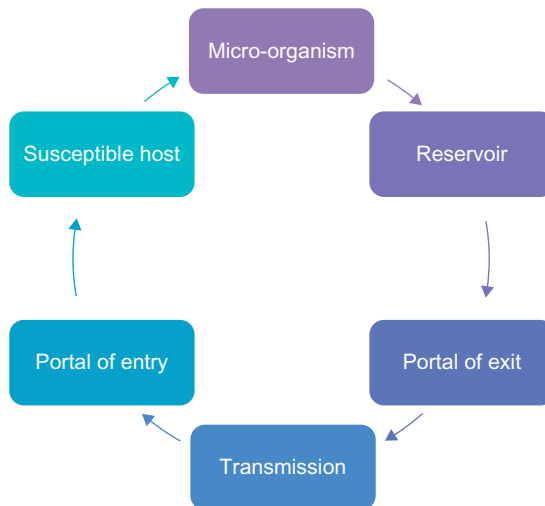 Micro-organism
Susceptible host
Reservoir
Portal of entry
Portal of exit
Transmission